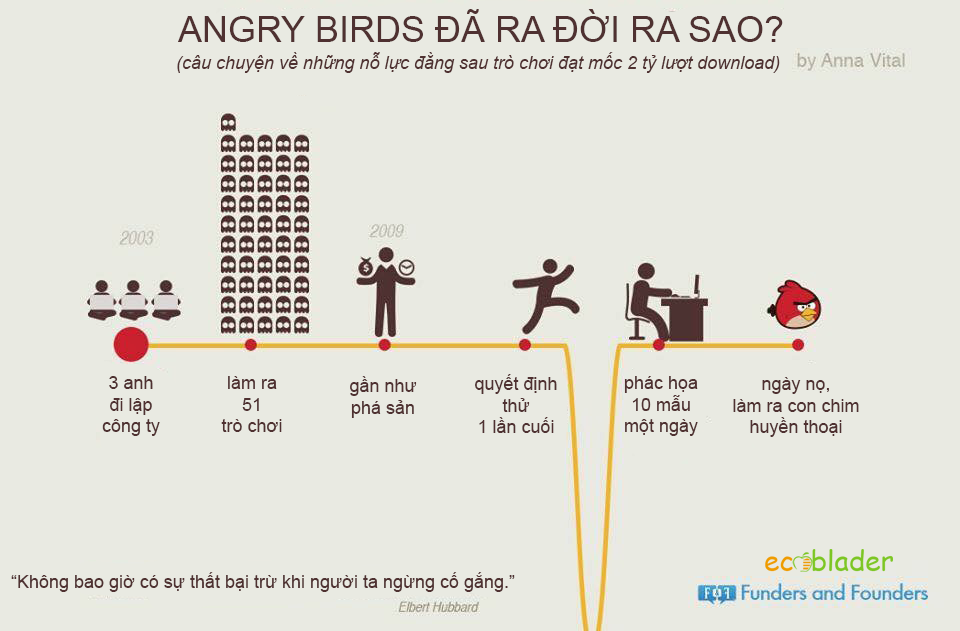 ANGRY BIRDS ĐÃ RA ĐỜI RA SAO?
(câu chuyện về những nỗ lực đằng sau trò chơi đạt mốc 2 tỷ lượt download)
by Anna Vital
2003
2009
$
3 anh
đi lập
công ty
làm ra
51
trò chơi
gần như
phá sản
quyết định
thử
1 lần cuối
phác họa
10 mẫu
một ngày
ngày nọ,
làm ra con chim
huyền thoại
“Không bao giờ có sự thất bại trừ khi người ta ngừng cố gắng.”
Elbert Hubbard
ecoblader
F&F Funders and Founders